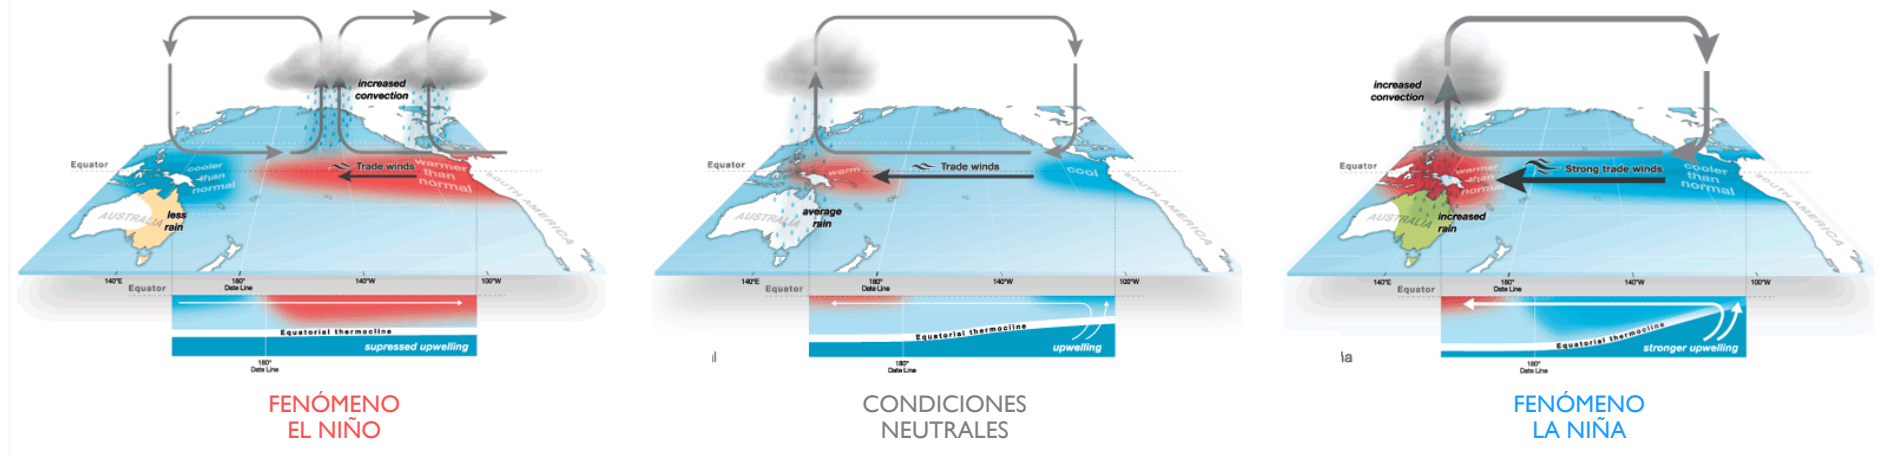 increased
convection
Equator
cooler
than
normal
Trade winds
warmer
than
normal
SOUTH AMERICA
AUSTRALIA
less
rain
140°E
180°
Date Line
140°W
100°W
Equator
Equatorial thermocline
supressed upwelling
180°
Date Line
FENÓMENO
EL NIÑO
Equator
warm
Trade winds
cool
SOUTH AMERICA
AUSTRALIA
average
rain
140°E
180°
Date Line
140°W
100°W
Equator
Equatorial thermocline
upwelling
180°
Date Line
l
CONDICIONES
NEUTRALES
increased
convection
Equator
warmer
than
normal
Strong trade winds
cooler
than
normal
SOUTH AMERICA
AUSTRALIA
increased
rain
140°E
180°
Date Line
140°W
100°W
Equator
Equatorial thermocline
stronger upwelling
180°
Date Line
ña
FENÓMENO
LA NIÑA